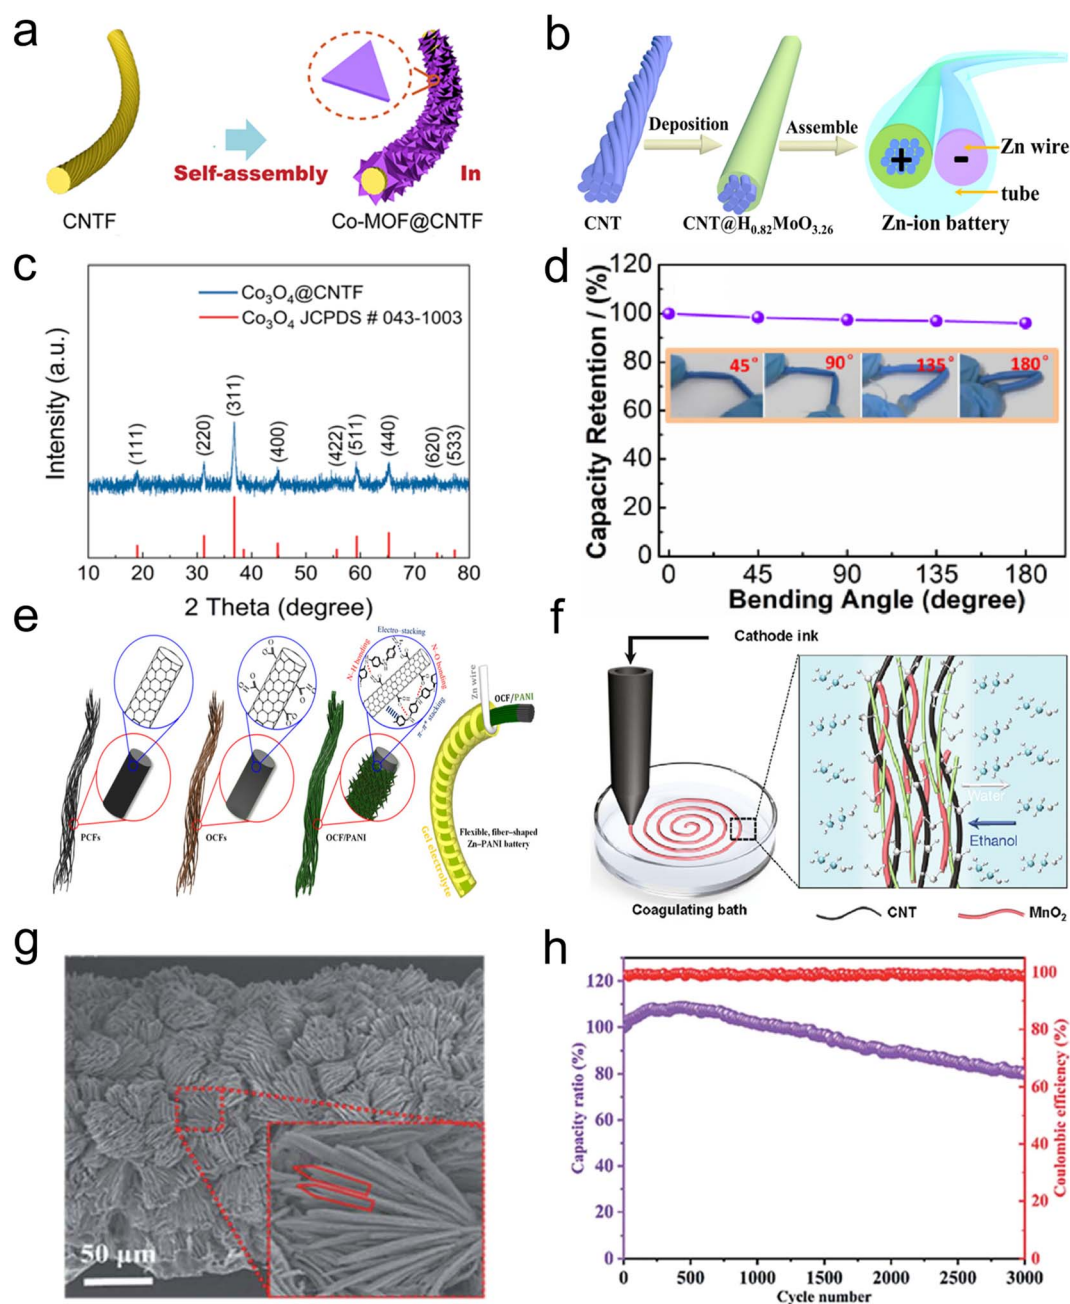 a
CNTF
Self-assembly
In
Co-MOF@CNTF
b
Deposition
Assemble
CNT
CNT@H0.82MoO3.26
+
-
Zn wire
tube
Zn-ion battery
c
Intensity (a.u.)
Co3O4@CNTF
Co3O4 JCPDS # 043-1003
(111)
(220)
(311)
(400)
(422)
(511)
(440)
(620)
(533)
10 20 30 40 50 60 70 80
2 Theta (degree)
d
Capacity Retention / (%)
120
100
80
60
40
20
0
45°
90°
135°
180°
0 45 90 135 180
Bending Angle (degree)
e
PCFs
OCFs
OCF/PANI
Electro-stacking
N-H bonding
N-O bonding
π-π* stacking
Zn wire
OCF/PANI
Gel electrolyte
Flexible, fiber-shaped
Zn-PANI battery
f
Cathode ink
Coagulating bath
Water
Ethanol
CNT
MnO2
g
50 µm
h
Capacity ratio (%)
120
100
80
60
40
20
0
100
80
60
40
20
0
Coulombic efficiency (%)
0 500 1000 1500 2000 2500 3000
Cycle number